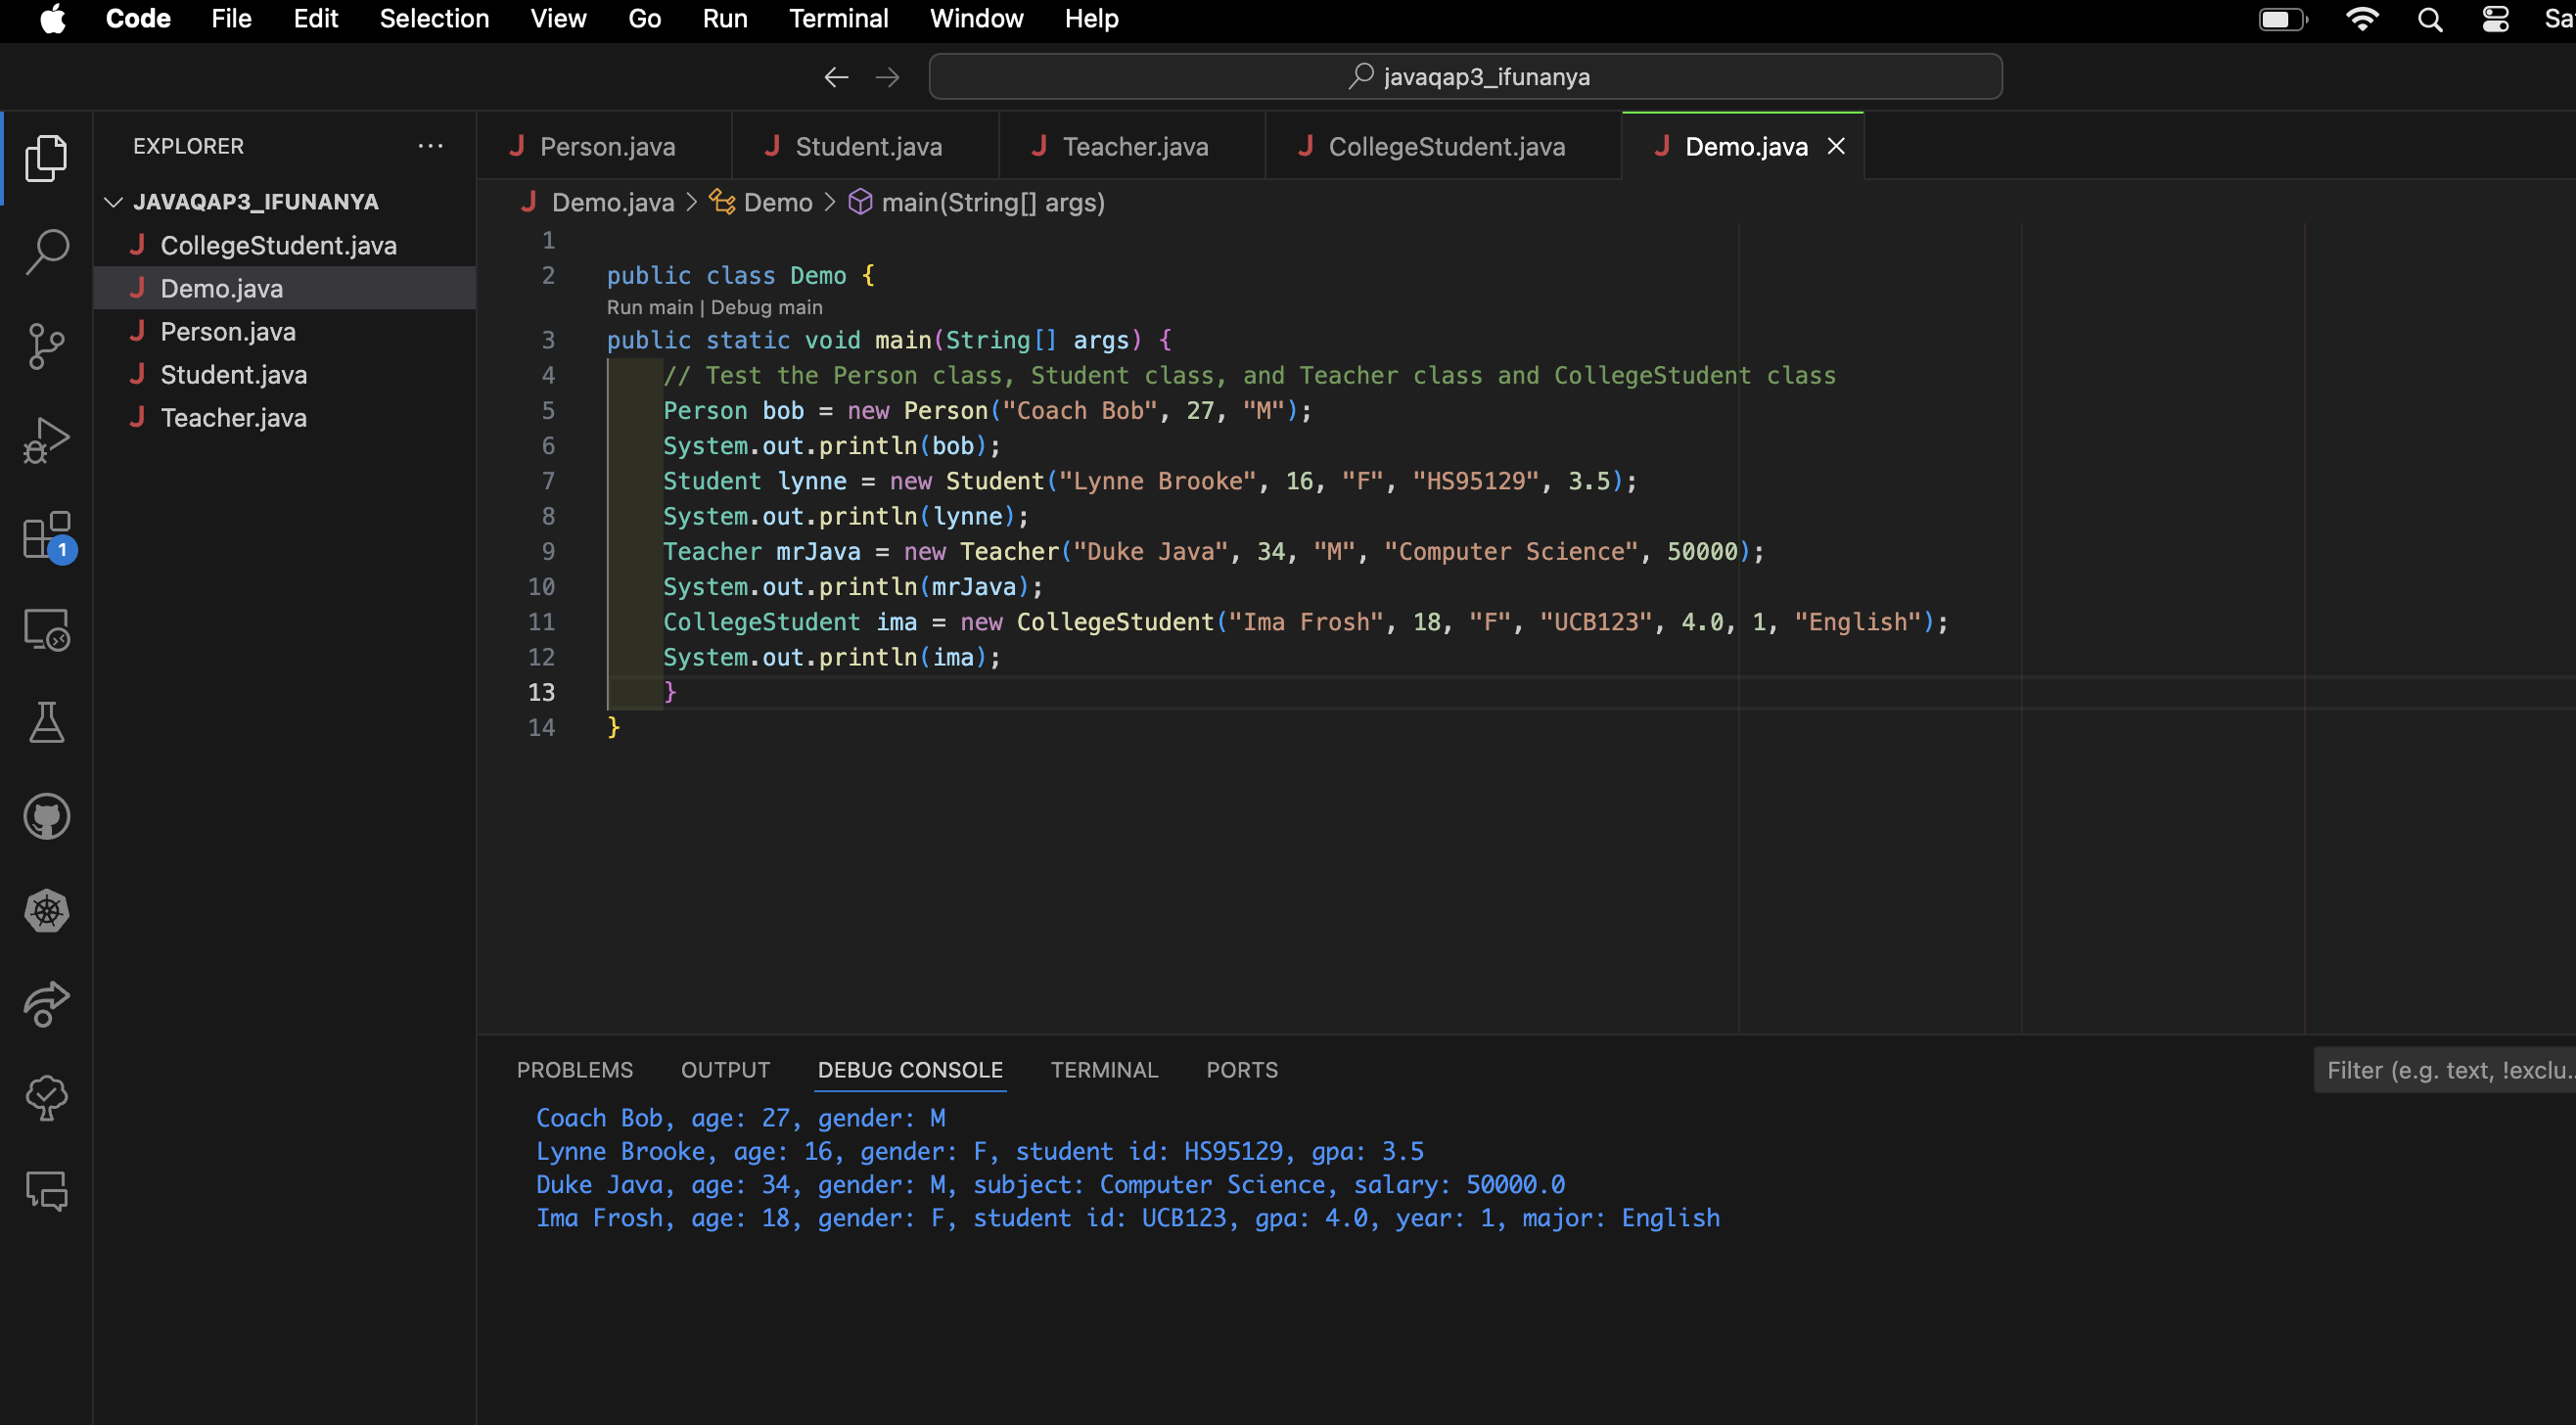 Code File Edit Selection View Go Run Terminal Window Help
javaqap3_ifunanya
EXPLORER
JAVAQAP3_IFUNANYA
CollegeStudent.java
Demo.java
Person.java
Student.java
Teacher.java
1
Person.java Student.java Teacher.java CollegeStudent.java Demo.java
Demo.java > Demo > main(String[] args)
1
2 public class Demo {
Run main | Debug main
3 public static void main(String[] args) {
4 // Test the Person class, Student class, and Teacher class and CollegeStudent class
5 Person bob = new Person("Coach Bob", 27, "M");
6 System.out.println(bob);
7 Student lynne = new Student("Lynne Brooke", 16, "F", "HS95129", 3.5);
8 System.out.println(lynne);
9 Teacher mrJava = new Teacher("Duke Java", 34, "M", "Computer Science", 50000);
10 System.out.println(mrJava);
11 CollegeStudent ima = new CollegeStudent("Ima Frosh", 18, "F", "UCB123", 4.0, 1, "English");
12 System.out.println(ima);
13 }
14 }
PROBLEMS OUTPUT DEBUG CONSOLE TERMINAL PORTS
Filter (e.g. text, !exclu..
Coach Bob, age: 27, gender: M
Lynne Brooke, age: 16, gender: F, student id: HS95129, gpa: 3.5
Duke Java, age: 34, gender: M, subject: Computer Science, salary: 50000.0
Ima Frosh, age: 18, gender: F, student id: UCB123, gpa: 4.0, year: 1, major: English